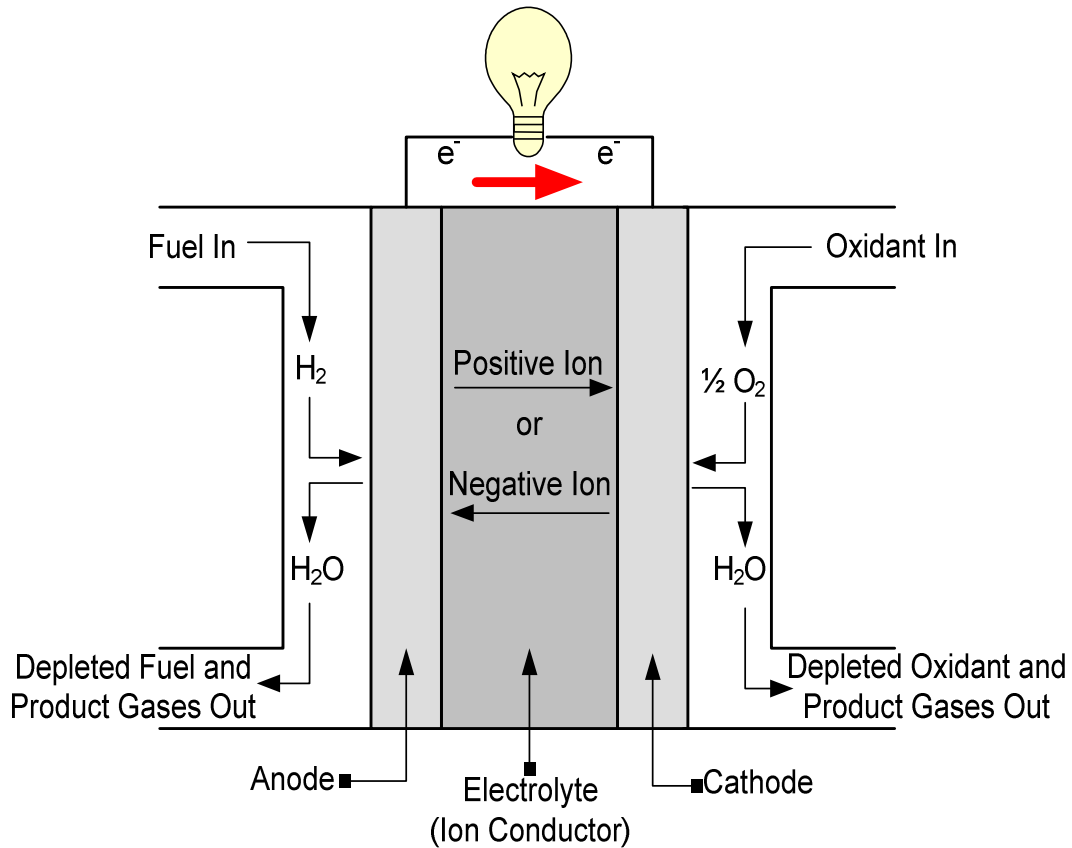 e-
e-
Fuel In
Oxidant In
H2
½ O2
Positive Ion
or
Negative Ion
H2O
H2O
Depleted Fuel and
Product Gases Out
Depleted Oxidant and
Product Gases Out
Anode
Electrolyte
(Ion Conductor)
Cathode